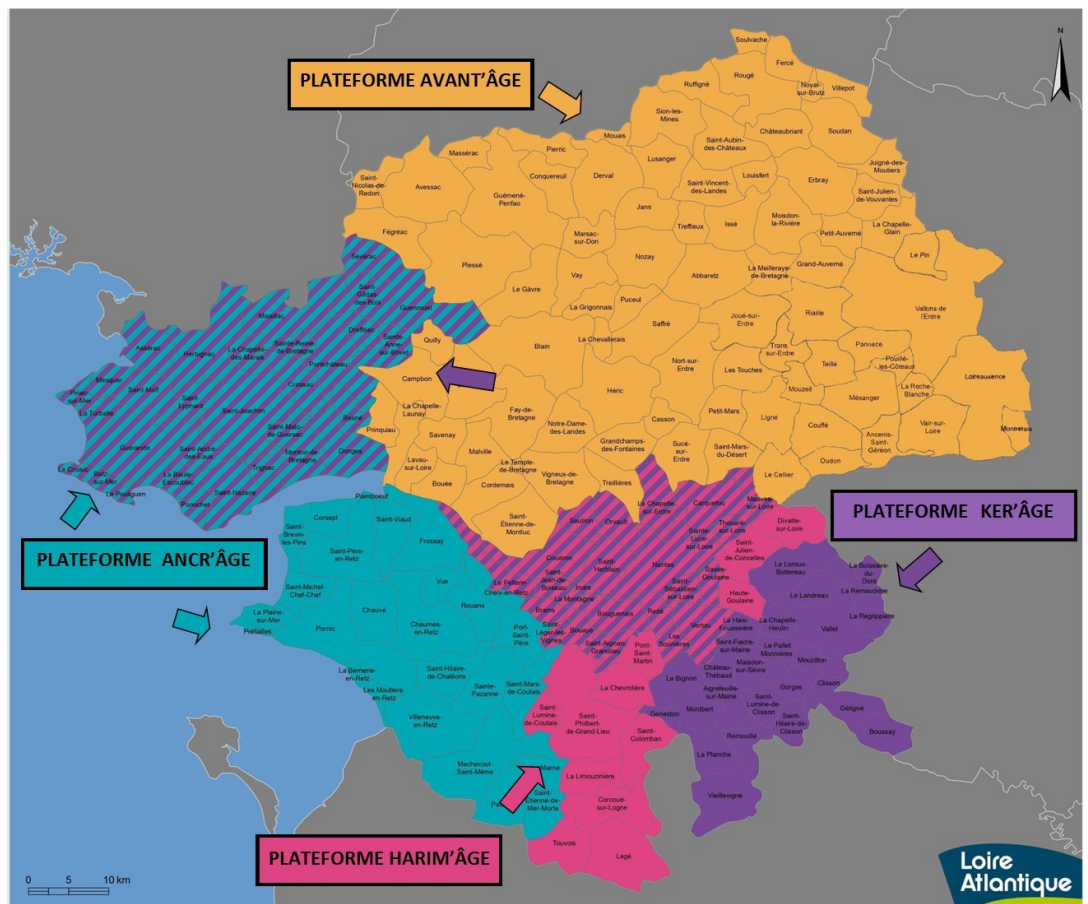 N
PLATEFORME AVANT'ÂGE
PLATEFORME KER'ÂGE
PLATEFORME ANCR'ÂGE
PLATEFORME HARIM'ÂGE
Soulvache
Fercé
Rougé
Ruffigné
Noyal-
sur-Brutz
Villepot
Sion-les-
Mines
Mouais
Saint-Aubin-
des-Châteaux
Châteaubriant
Soudan
Pierric
Massérac
Conquereuil
Derval
Lusanger
Louisfert
Erbray
Juigné-des-
Moutiers
Saint-
Nicolas-de-
Redon
Avessac
Guémené-
Penfao
Saint-Vincent-
des-Landes
Saint-Julien-
de-Vouvantes
Jans
Treffieux
Issé
Moisdon-
la-Rivière
Petit-Auverné
La Chapelle-
Glain
Fégréac
Marsac-
sur-Don
Nozay
Abbaretz
La Meilleraye-
de-Bretagne
Grand-Auverné
Le Pin
Plessé
Le Gâvre
Vay
La Grigonnais
Puceul
Saffré
Joué-sur-
Erdre
Riaillé
Vallons de
l'Erdre
Sévérac
Saint-
Gildas-
des-Bois
Guenrouet
Missillac
Drefféac
Sainte-
Anne-
sur-Brivet
Quilly
Blain
La Chevallerais
Nort-sur-
Erdre
Les Touches
Trans-
sur-Erdre
Teillé
Pannecé
Pouillé-
les-Côteaux
La Roche-
Blanche
Loireauxence
Assérac
Herbignac
La Chapelle-
des-Marais
Sainte-Reine-
de-Bretagne
Pontchâteau
Crossac
Campbon
Héric
Mouzeil
Mésanger
Mesquer
Piriac-
sur-Mer
Saint-Molf
Saint-
Lyphard
Saint-Joachim
La Turballe
Saint-Malo-
de-Guersac
Besné
La Chapelle-
Launay
Prinquiau
Savenay
Fay-de-
Bretagne
Notre-Dame-
des-Landes
Casson
Petit-Mars
Ligné
Couffé
Ancenis-
Saint-
Géréon
Vair-sur-
Loire
Montrelais
Guérande
Saint-André-
des-Eaux
Montoir-de-
Bretagne
Donges
Trignac
Lavau-
sur-Loire
Malville
Bouée
Cordemais
Le Temple-
de-Bretagne
Vigneux-de-
Bretagne
Grandchamps-
des-Fontaines
Treillières
Sucé-
sur-
Erdre
Saint-Mars-
du-Désert
Le Cellier
Oudon
Le Croisic
Batz-
sur-Mer
Le Pouliguen
La Baule-
Escoublac
Pornichet
Saint-Nazaire
Saint-
Étienne-de-
Montluc
Paimboeuf
Corsept
Saint-
Brevin-
les-Pins
Saint-Viaud
Frossay
Saint-Père-
en-Retz
Saint-Michel-
Chef-Chef
La Plaine-
sur-Mer
Préfailles
Pornic
Chauvé
Vue
Rouans
Chaumes-
en-Retz
Port-
Saint-
Père
Sautron
Orvault
La Chapelle-
sur-Erdre
Carquefou
Mauves-
sur-Loire
Thouaré-
sur-Loire
Sainte-
Luce-
sur-Loire
Divatte-
sur-Loire
Saint-
Julien-
de-Concelles
Couëron
Saint-
Herblain
Nantes
Basse-
Goulaine
Haute-
Goulaine
Le Pellerin
Cheix-en-Retz
Saint-
Jean-de-
Boiseau
Indre
La Montagne
Brains
Bouguenais
Rezé
Saint-
Sébastien-
sur-Loire
Vertou
Saint-
Léger-les-
Vignes
Bouaye
Saint-Aignan-
Grandlieu
Les
Sorinières
Pont-
Saint-
Martin
Le Loroux-
Bottereau
La Boissière-
du-
Doré
La Remaudière
Le Landreau
La Regrippière
La Haie-
Fouassière
La Chapelle-
Heulin
Vallet
Saint-Fiacre-
sur-Maine
Le Pallet
Monnières
Mouzillon
Château-
Thébaud
Maisdon-
sur-Sèvre
Le Bignon
Aigrefeuille-
sur-Maine
Gorges
Clisson
Gétigné
Boussay
Montbert
Geneston
Saint-
Lumine-de-
Clisson
Saint-
Hilaire-de-
Clisson
Remouillé
La Planche
Vieillevigne
La Bernerie-
en-Retz
Les Moutiers-
en-Retz
Saint-Hilaire-
de-Chaléons
Sainte-
Pazanne
Saint-Mars-
de-Coutais
Villeneuve-
en-Retz
Machecoul-
Saint-Même
Saint-
Etienne-de-
Mer-Morte
Saint-
Lumine-
de-Coutais
Saint-
Philbert-
de-Grand-Lieu
La Chevrolière
Saint-
Colomban
La Limouzinière
Corcoué-
sur-Logne
Touvois
Legé
0 5 10 km
Loire
Atlantique